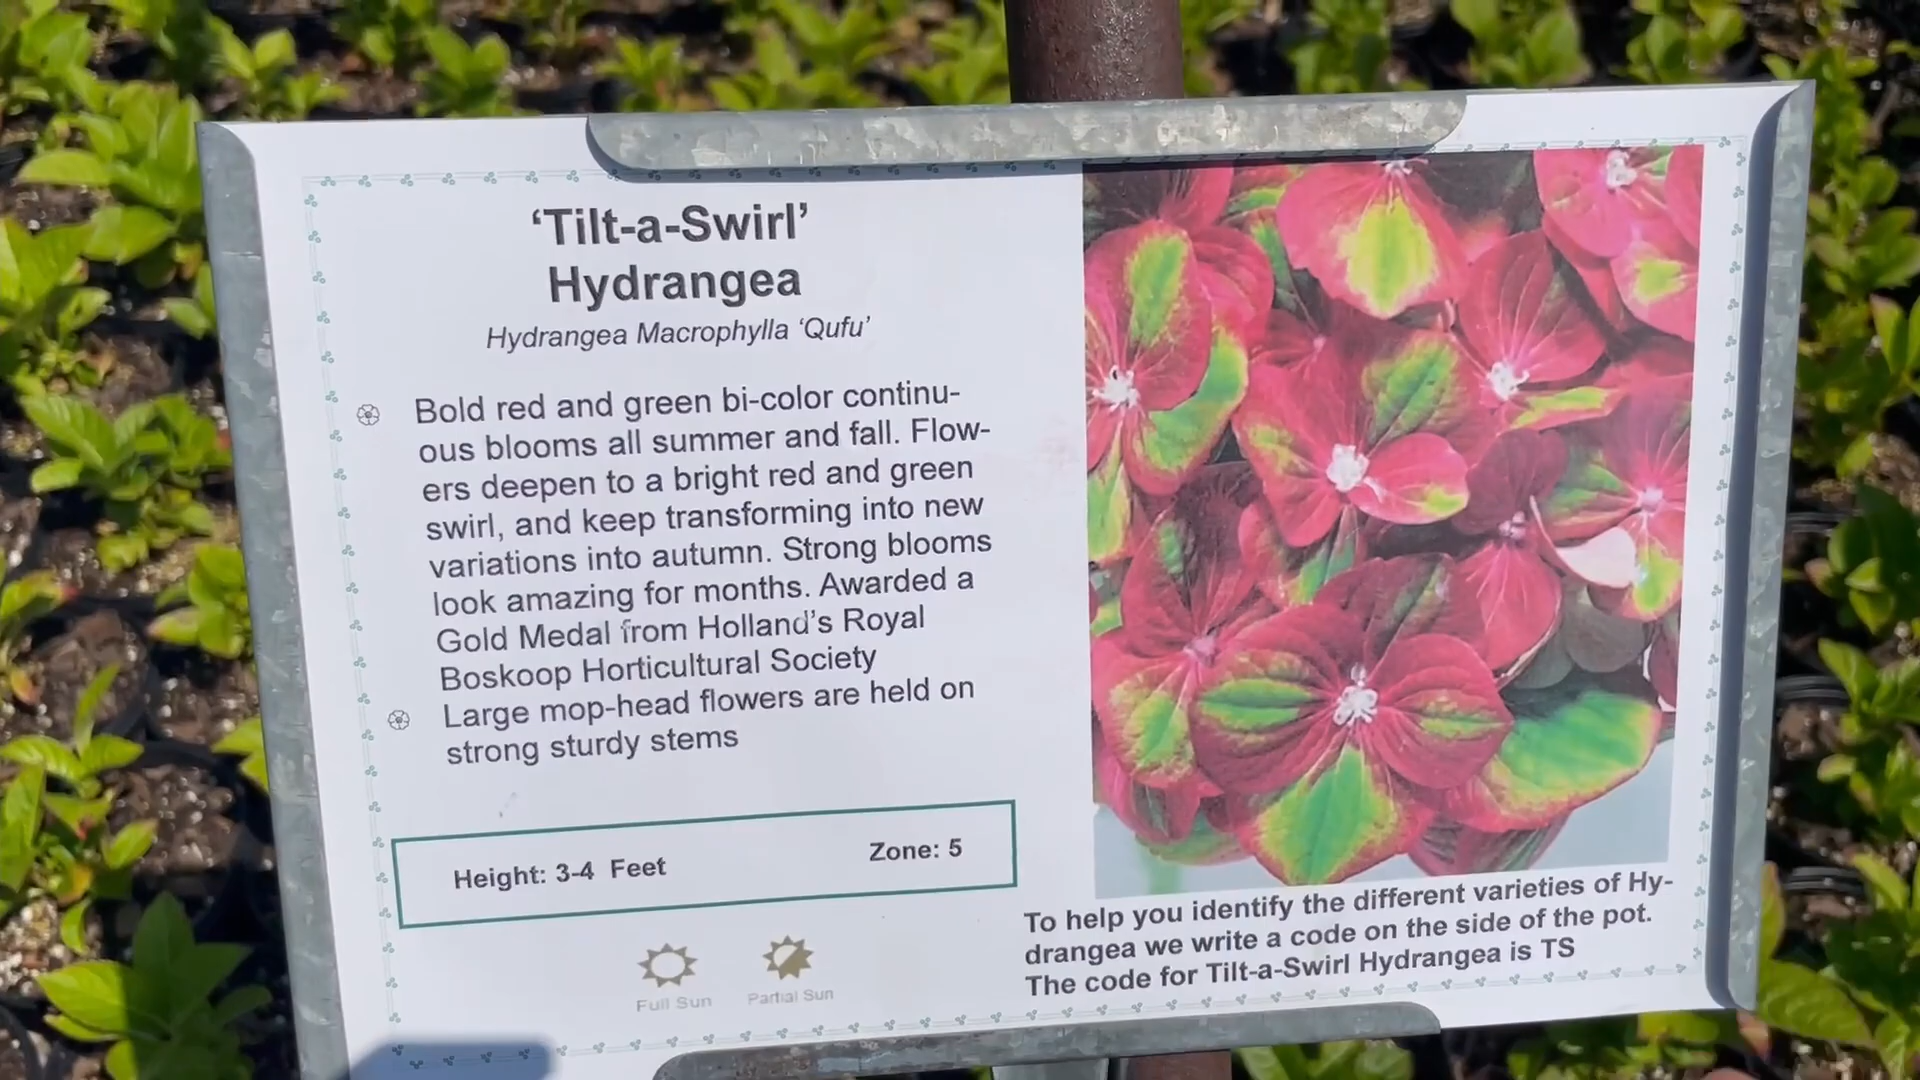 ‘Tilt-a-Swirl’
Hydrangea
Hydrangea Macrophylla ‘Qufu’
Bold red and green bi-color continu-
ous blooms all summer and fall. Flow-
ers deepen to a bright red and green
swirl, and keep transforming into new
variations into autumn. Strong blooms
look amazing for months. Awarded a
Gold Medal from Holland’s Royal
Boskoop Horticultural Society
Large mop-head flowers are held on
strong sturdy stems
Height: 3-4 Feet
Zone: 5
Full Sun
Partial Sun
To help you identify the different varieties of Hy-
drangea we write a code on the side of the pot.
The code for Tilt-a-Swirl Hydrangea is TS